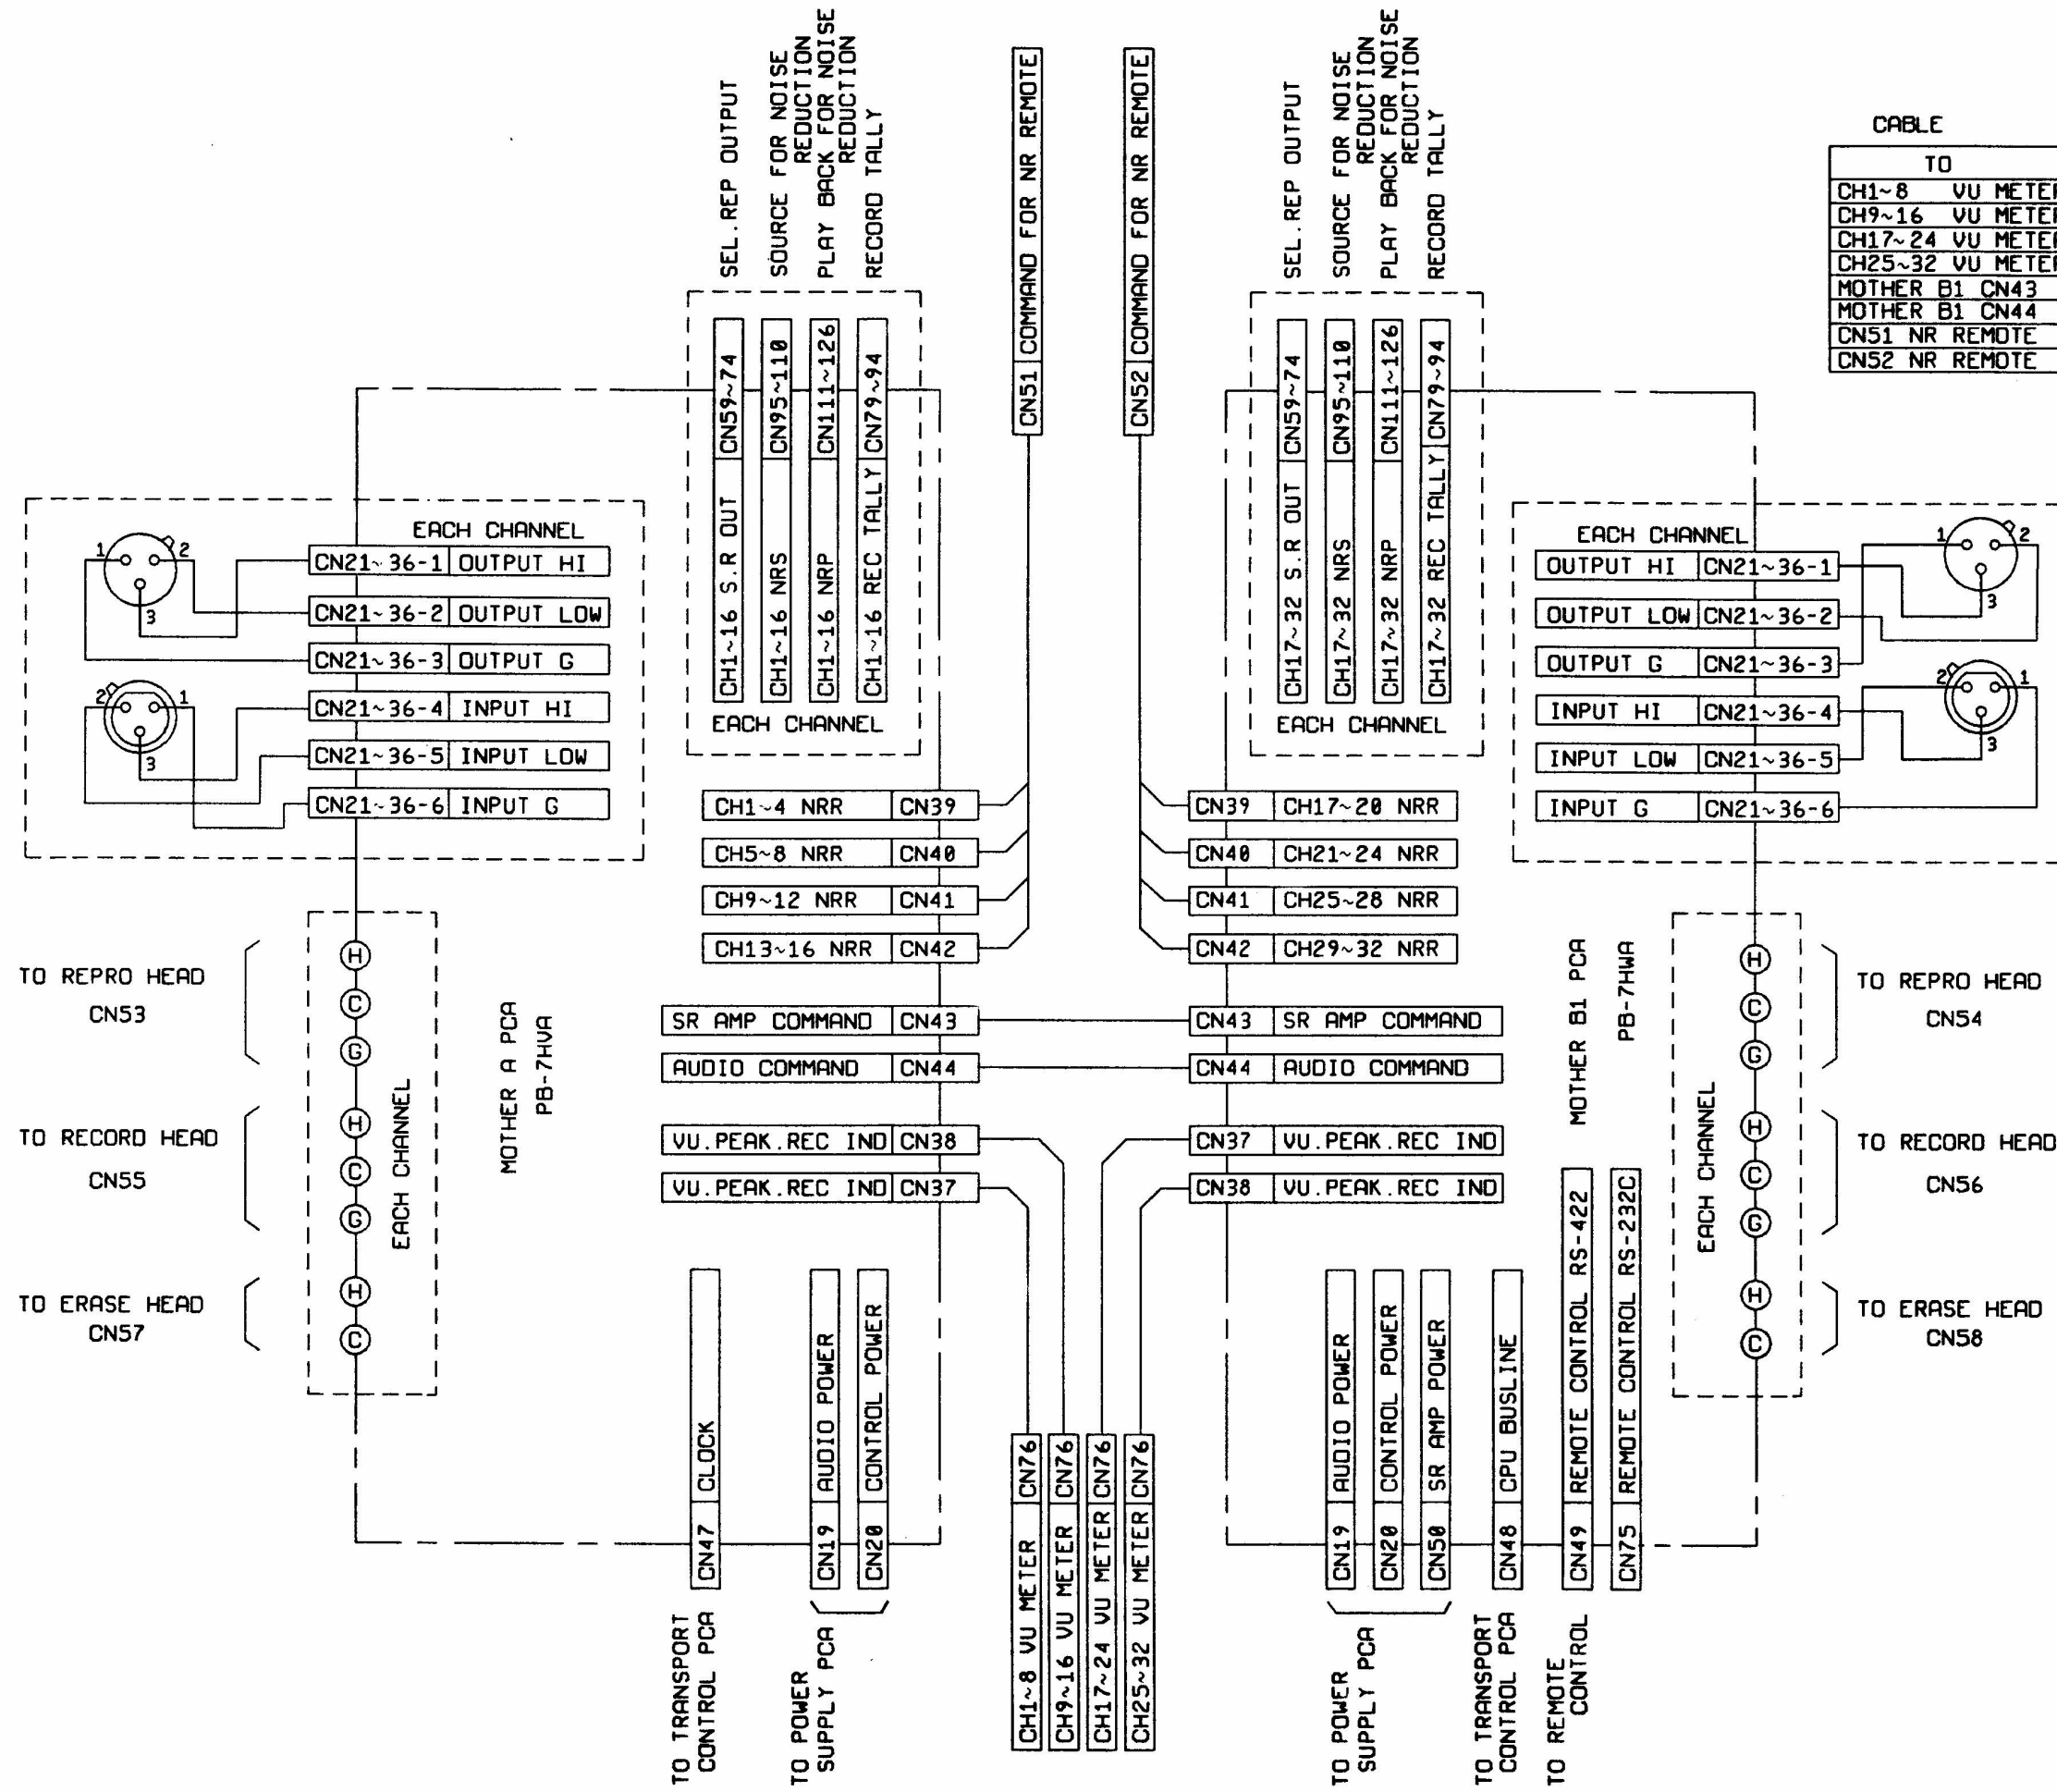 SEL.REP OUTPUT
SOURCE FOR NOISE
REDUCTION
PLAY BACK FOR NOISE
REDUCTION
RECORD TALLY
CN51 COMMAND FOR NR REMOTE
CN52 COMMAND FOR NR REMOTE
SEL.REP OUTPUT
SOURCE FOR NOISE
REDUCTION
PLAY BACK FOR NOISE
REDUCTION
RECORD TALLY
CABLE
TO
CH1~8 VU METER
CH9~16 VU METER
CH17~24 VU METER
CH25~32 VU METER
MOTHER B1 CN43
MOTHER B1 CN44
CN51 NR REMOTE
CN52 NR REMOTE
CH1~16 S.R OUT CN59~74
CH1~16 NRS CN95~110
CH1~16 NRP CN111~126
CH1~16 REC TALLY CN79~94
EACH CHANNEL
CH17~32 S.R OUT CN59~74
CH17~32 NRS CN95~110
CH17~32 NRP CN111~126
CH17~32 REC TALLY CN79~94
EACH CHANNEL
EACH CHANNEL
1 2
3
CN21~36-1 OUTPUT HI
CN21~36-2 OUTPUT LOW
CN21~36-3 OUTPUT G
2 1
3
CN21~36-4 INPUT HI
CN21~36-5 INPUT LOW
CN21~36-6 INPUT G
EACH CHANNEL
1 2
3
OUTPUT HI CN21~36-1
OUTPUT LOW CN21~36-2
OUTPUT G CN21~36-3
2 1
3
INPUT HI CN21~36-4
INPUT LOW CN21~36-5
INPUT G CN21~36-6
CH1~4 NRR CN39
CH5~8 NRR CN40
CH9~12 NRR CN41
CH13~16 NRR CN42
CN39 CH17~20 NRR
CN40 CH21~24 NRR
CN41 CH25~28 NRR
CN42 CH29~32 NRR
SR AMP COMMAND CN43
AUDIO COMMAND CN44
CN43 SR AMP COMMAND
CN44 AUDIO COMMAND
VU.PEAK.REC IND CN38
VU.PEAK.REC IND CN37
CN37 VU.PEAK.REC IND
CN38 VU.PEAK.REC IND
TO REPRO HEAD
CN53
TO RECORD HEAD
CN55
TO ERASE HEAD
CN57
H
C
G
H
C
G
H
C
EACH CHANNEL
MOTHER A PCA
PB-7HVA
MOTHER B1 PCA
PB-7HWA
EACH CHANNEL
H
C
G
H
C
G
H
C
TO REPRO HEAD
CN54
TO RECORD HEAD
CN56
TO ERASE HEAD
CN58
CN47 CLOCK
CN19 AUDIO POWER
CN20 CONTROL POWER
TO TRANSPORT
CONTROL PCA
TO POWER
SUPPLY PCA
CH1~8 VU METER CN76
CH9~16 VU METER CN76
CH17~24 VU METER CN76
CH25~32 VU METER CN76
CN19 AUDIO POWER
CN20 CONTROL POWER
CN50 SR AMP POWER
CN48 CPU BUSLINE
CN49 REMOTE CONTROL RS-422
CN75 REMOTE CONTROL RS-232C
TO POWER
SUPPLY PCA
TO TRANSPORT
CONTROL PCA
TO REMOTE
CONTROL